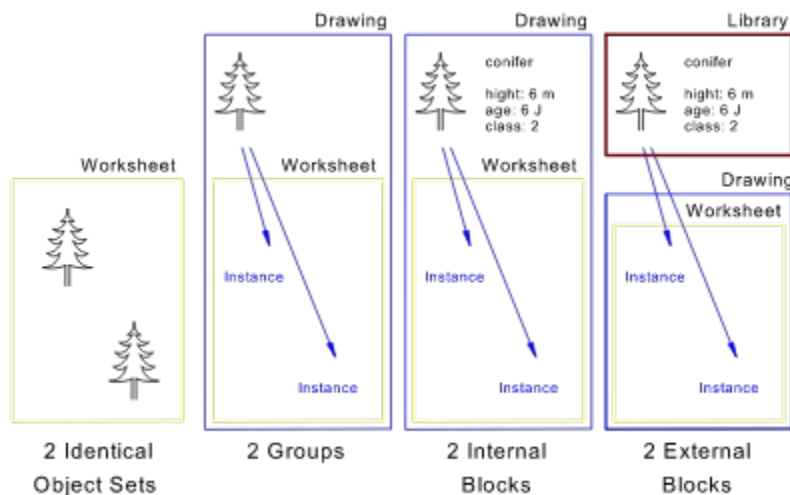 Worksheet
2 Identical
Object Sets
Drawing
Worksheet
Instance
Instance
2 Groups
Drawing
conifer
hight: 6 m
age: 6 J
class: 2
Worksheet
Instance
Instance
2 Internal
Blocks
Library
conifer
hight: 6 m
age: 6 J
class: 2
Drawing
Worksheet
Instance
Instance
2 External
Blocks